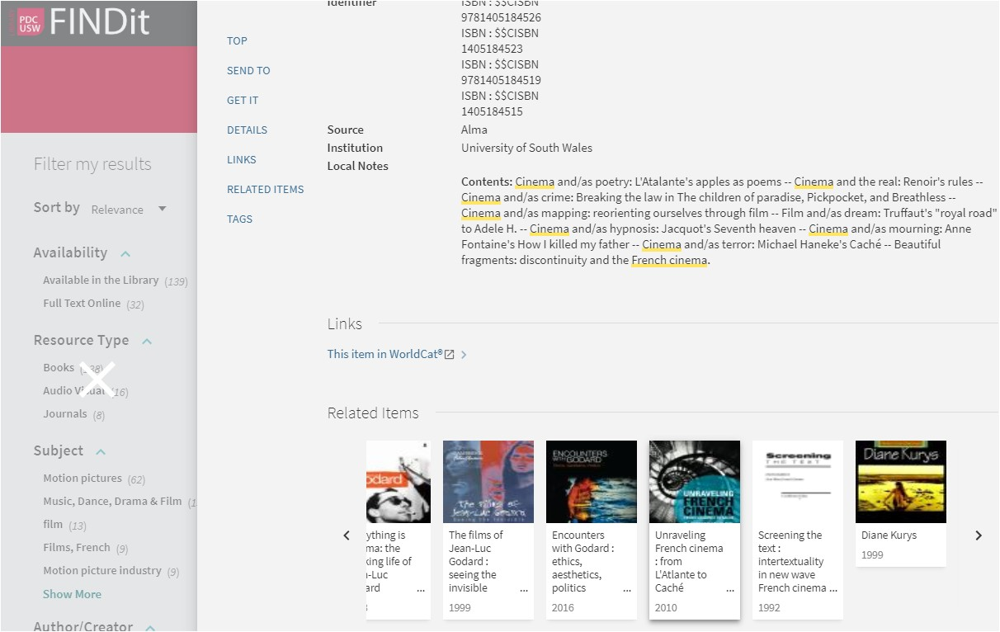 PDC
USW
FINDit
Filter my results
Sort by Relevance
Availability
Available in the Library (139)
Full Text Online (32)
Resource Type
Books
Audio Visual (16)
Journals (8)
Subject
Motion pictures (62)
Music, Dance, Drama & Film (1
film (13)
Films, French (9)
Motion picture industry (9)
Show More
Author/Creator
TOP
SEND TO
GET IT
DETAILS
LINKS
RELATED ITEMS
TAGS
Identifier
ISBN : $$CISBN
9781405184526
ISBN : $$CISBN
1405184523
ISBN : $$CISBN
9781405184519
ISBN : $$CISBN
1405184515
Source Alma
Institution University of South Wales
Local Notes
Contents: Cinema and/as poetry: L'Atalante's apples as poems -- Cinema and the real: Renoir's rules --
Cinema and/as crime: Breaking the law in The children of paradise, Pickpocket, and Breathless --
Cinema and/as mapping: reorienting ourselves through film -- Film and/as dream: Truffaut's "royal road"
to Adele H. -- Cinema and/as hypnosis: Jacquot's Seventh heaven -- Cinema and/as mourning: Anne
Fontaine's How I killed my father -- Cinema and/as terror: Michael Haneke's Caché -- Beautiful
fragments: discontinuity and the French cinema.
Links
This item in WorldCat®
Related Items
odard
ything is
ma: the
king life of
n-Luc
ard ...
The films of
Jean-Luc Godard
The films of
Jean-Luc
Godard :
seeing the
invisible ...
1999
ENCOUNTERS
WITH GODARD
Encounters
with Godard :
ethics,
aesthetics,
politics ...
2016
UNRAVELING
FRENCH
CINEMA
Unraveling
French cinema
: from
L'Atlante to
Caché ...
2010
Screening
THE TEXT
Screening the
text :
intertextuality
in new wave
French cinema ...
1992
Diane Kurys
Diane Kurys
1999